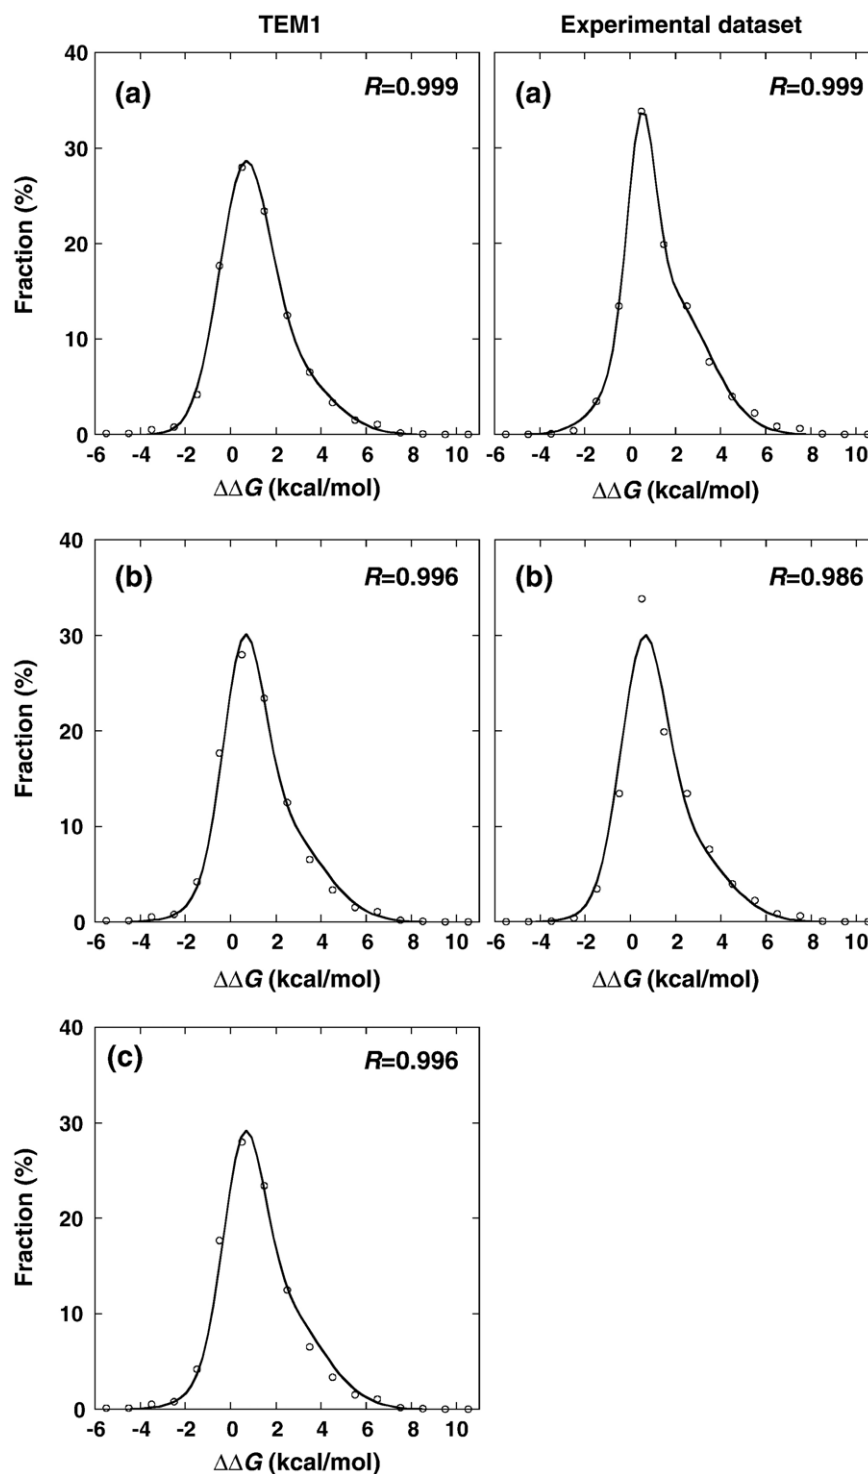 TEM1 Experimental dataset
40
(a) R=0.999 (a) R=0.999
30
20
10
0
Fraction (%)
-6 -4 -2 0 2 4 6 8 10 -6 -4 -2 0 2 4 6 8 10
ΔΔG (kcal/mol) ΔΔG (kcal/mol)
40
(b) R=0.996 (b) R=0.986
30
20
10
0
Fraction (%)
-6 -4 -2 0 2 4 6 8 10 -6 -4 -2 0 2 4 6 8 10
ΔΔG (kcal/mol) ΔΔG (kcal/mol)
40
(c) R=0.996
30
20
10
0
Fraction (%)
-6 -4 -2 0 2 4 6 8 10
ΔΔG (kcal/mol)